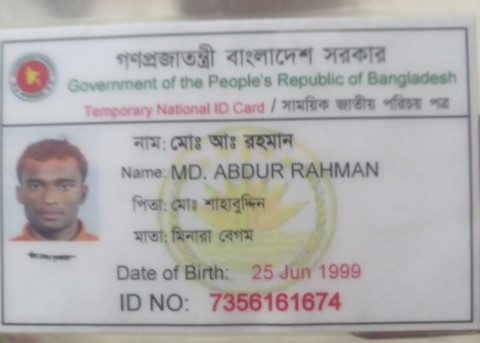 গণপ্রজাতন্ত্রী বাংলাদেশ সরকার
Government of the People's Republic of Bangladesh
Temporary National ID Card / সাময়িক জাতীয় পরিচয় পত্র
নাম: মোঃ আঃ রহমান
Name: MD. ABDUR RAHMAN
পিতা: মোঃ শাহাবুদ্দিন
মাতা: মিনারা বেগম
Date of Birth: 25 Jun 1999
ID NO: 7356161674